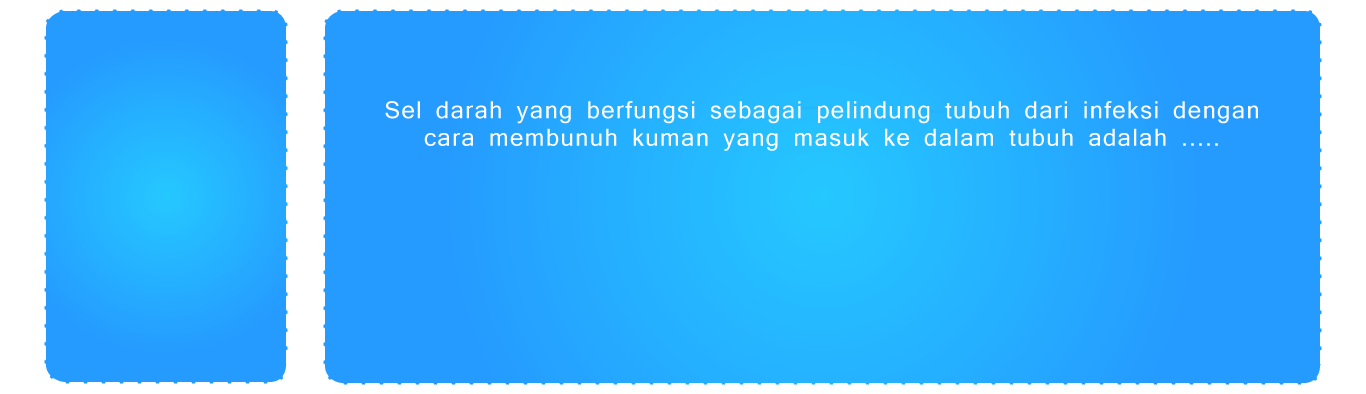 Sel darah yang berfungsi sebagai pelindung tubuh dari infeksi dengan
cara membunuh kuman yang masuk ke dalam tubuh adalah .....